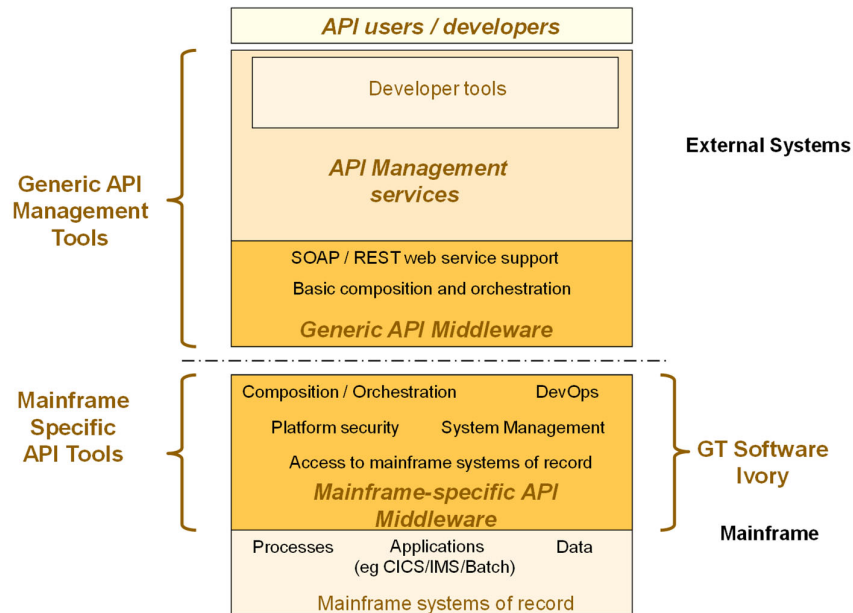 API users / developers
Developer tools
API Management
services
External Systems
Generic API
Management
Tools
SOAP / REST web service support
Basic composition and orchestration
Generic API Middleware
Mainframe
Specific
API Tools
Composition / Orchestration DevOps
Platform security System Management
Access to mainframe systems of record
Mainframe-specific API
Middleware
GT Software
Ivory
Mainframe
Processes Applications Data
(eg CICS/IMS/Batch)
Mainframe systems of record